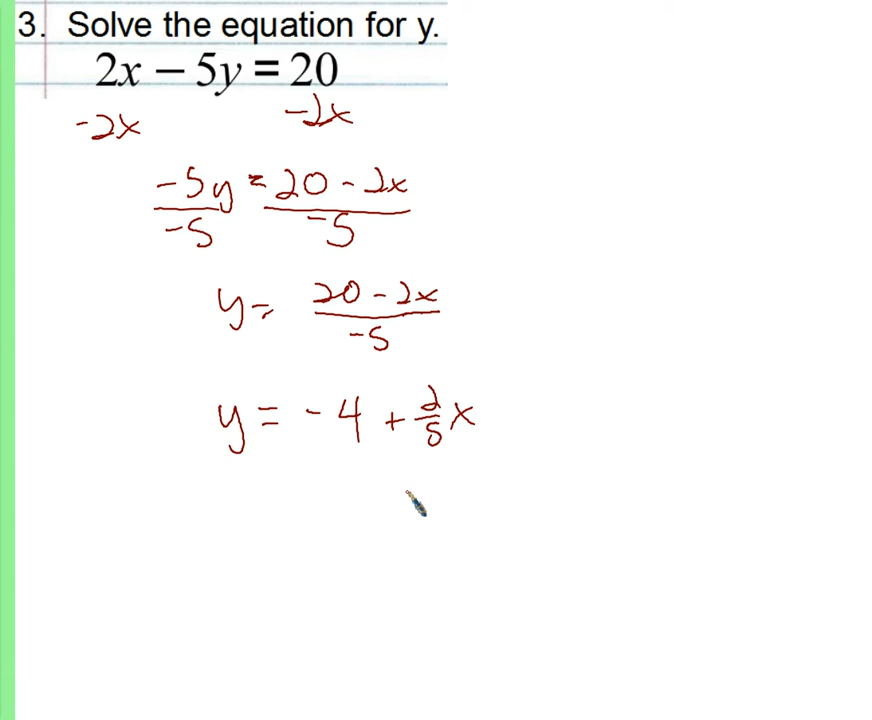 3. Solve the equation for y.
2x − 5y = 20
-2x -2x
-5y = 20 - 2x
-5 -5
y = 20 - 2x
-5
y = -4 + 2/5 x